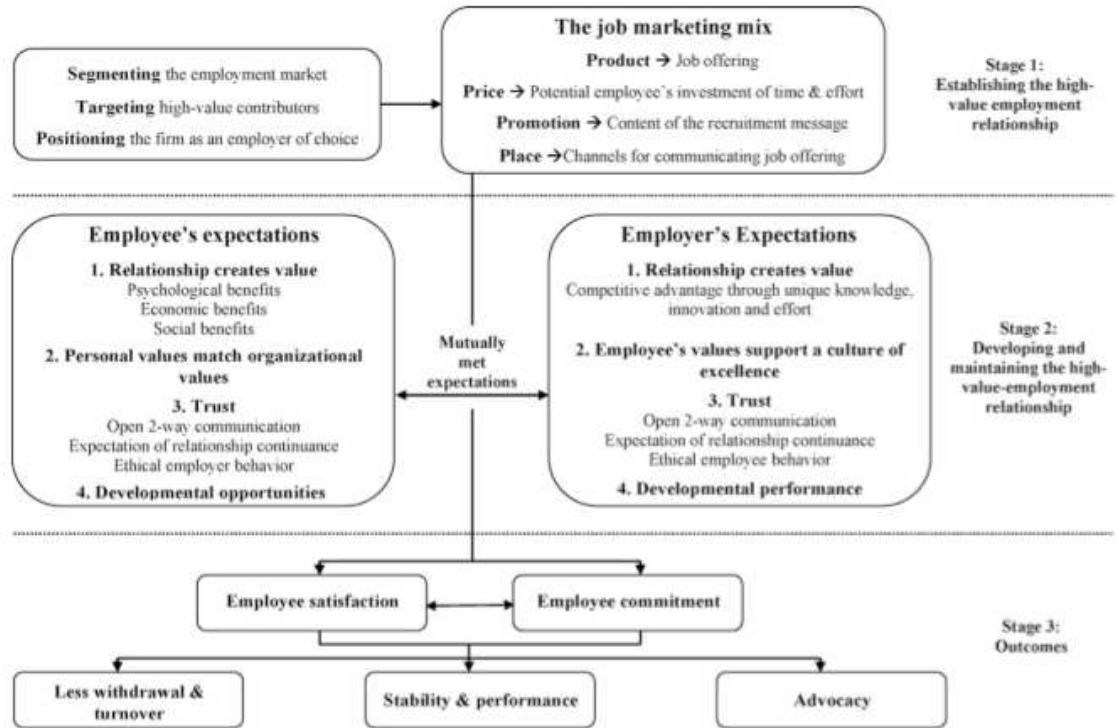 Segmenting the employment market
Targeting high-value contributors
Positioning the firm as an employer of choice
The job marketing mix
Product → Job offering
Price → Potential employee`s investment of time & effort
Promotion → Content of the recruitment message
Place →Channels for communicating job offering
Stage 1:
Establishing the high-
value employment
relationship
Employee’s expectations
1. Relationship creates value
Psychological benefits
Economic benefits
Social benefits
2. Personal values match organizational
values
3. Trust
Open 2-way communication
Expectation of relationship continuance
Ethical employer behavior
4. Developmental opportunities
Mutually
met
expectations
Employer’s Expectations
1. Relationship creates value
Competitive advantage through unique knowledge,
innovation and effort
2. Employee’s values support a culture of
excellence
3. Trust
Open 2-way communication
Expectation of relationship continuance
Ethical employee behavior
4. Developmental performance
Stage 2:
Developing and
maintaining the high-
value-employment
relationship
Employee satisfaction
Employee commitment
Less withdrawal &
turnover
Stability & performance
Advocacy
Stage 3:
Outcomes